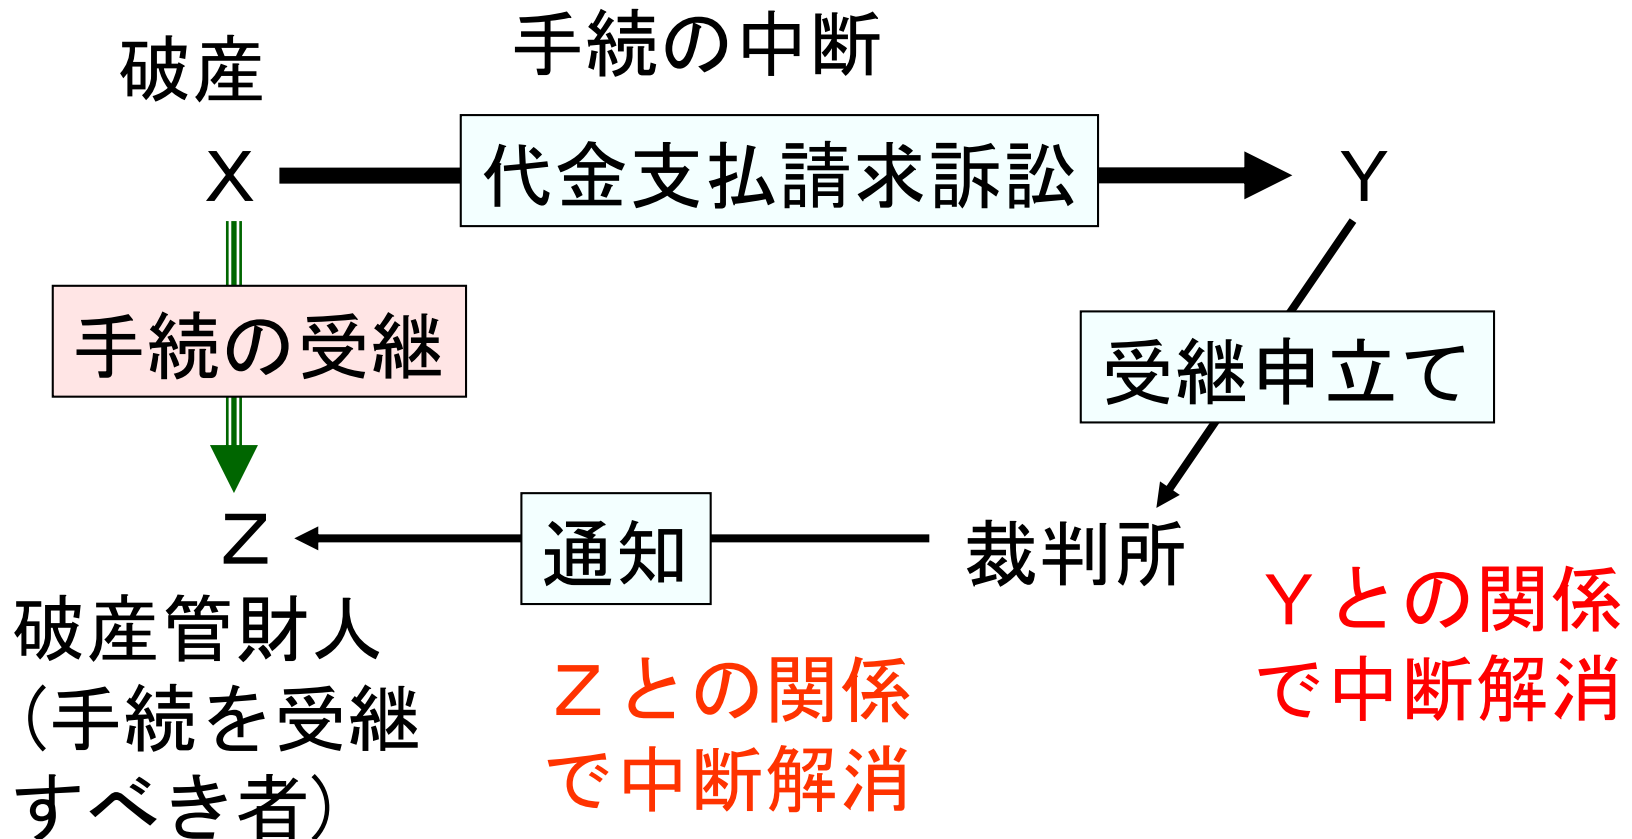 手続の中断
破産
X
代金支払請求訴訟
Y
手続の受継
受継申立て
Z
通知
裁判所
破産管財人
（手続を受継
すべき者）
Zとの関係
で中断解消
Yとの関係
で中断解消